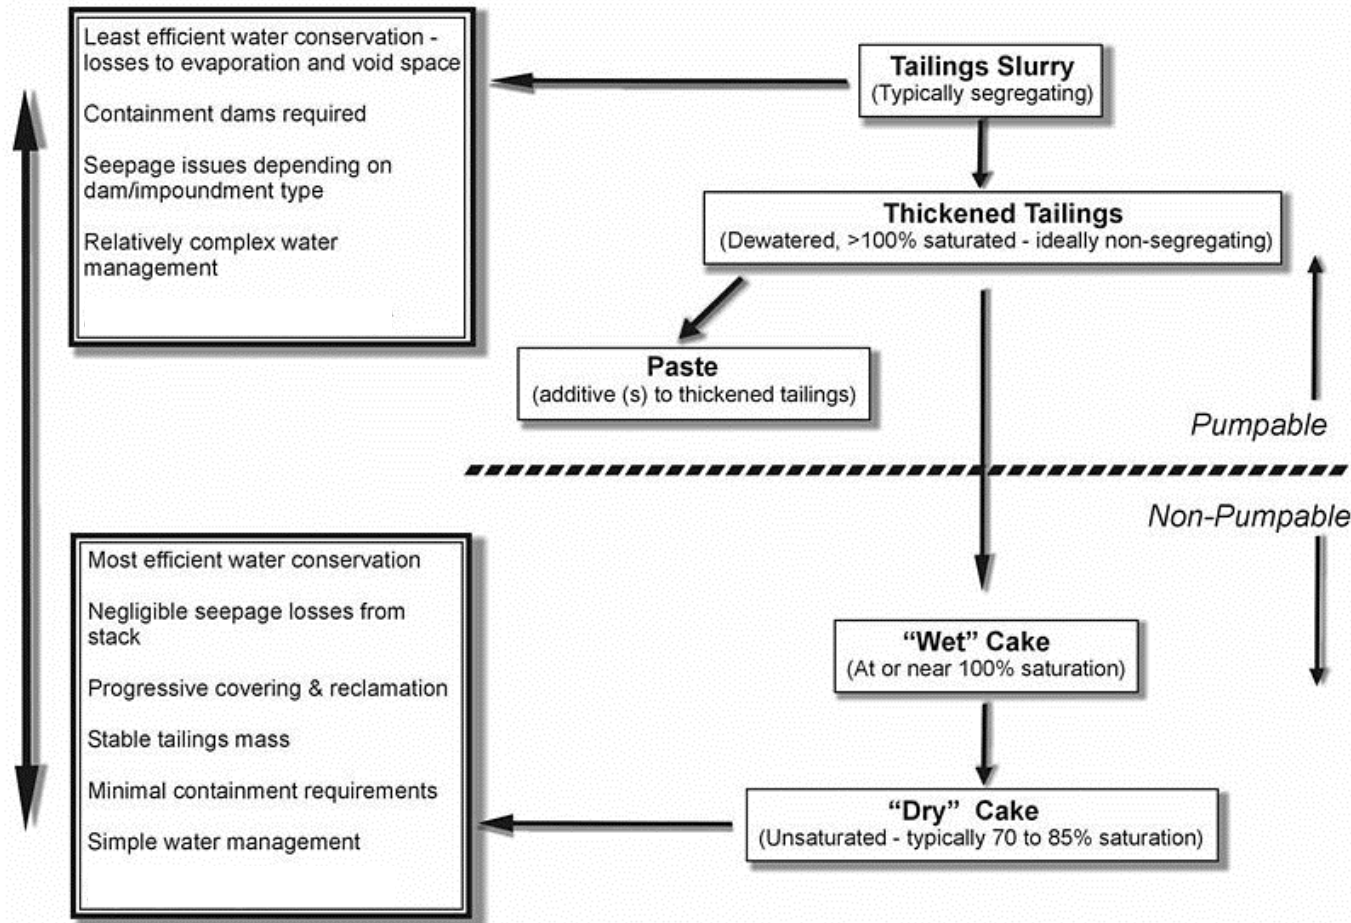 Least efficient water conservation -
losses to evaporation and void space
Containment dams required
Seepage issues depending on
dam/impoundment type
Relatively complex water
management
Tailings Slurry
(Typically segregating)
Thickened Tailings
(Dewatered, >100% saturated - ideally non-segregating)
Paste
(additive (s) to thickened tailings)
Pumpable
Non-Pumpable
Most efficient water conservation
Negligible seepage losses from
stack
Progressive covering & reclamation
Stable tailings mass
Minimal containment requirements
Simple water management
“Wet” Cake
(At or near 100% saturation)
“Dry” Cake
(Unsaturated - typically 70 to 85% saturation)